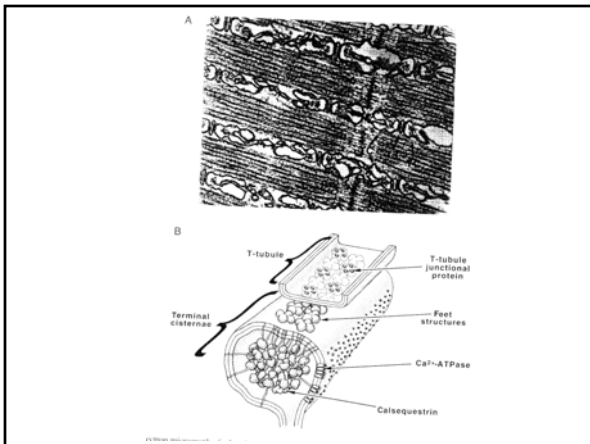 A
B
T-tubule
T-tubule
junctional
protein
Terminal
cisternae
Feet
structures
Ca²⁺-ATPase
Calsequestrin